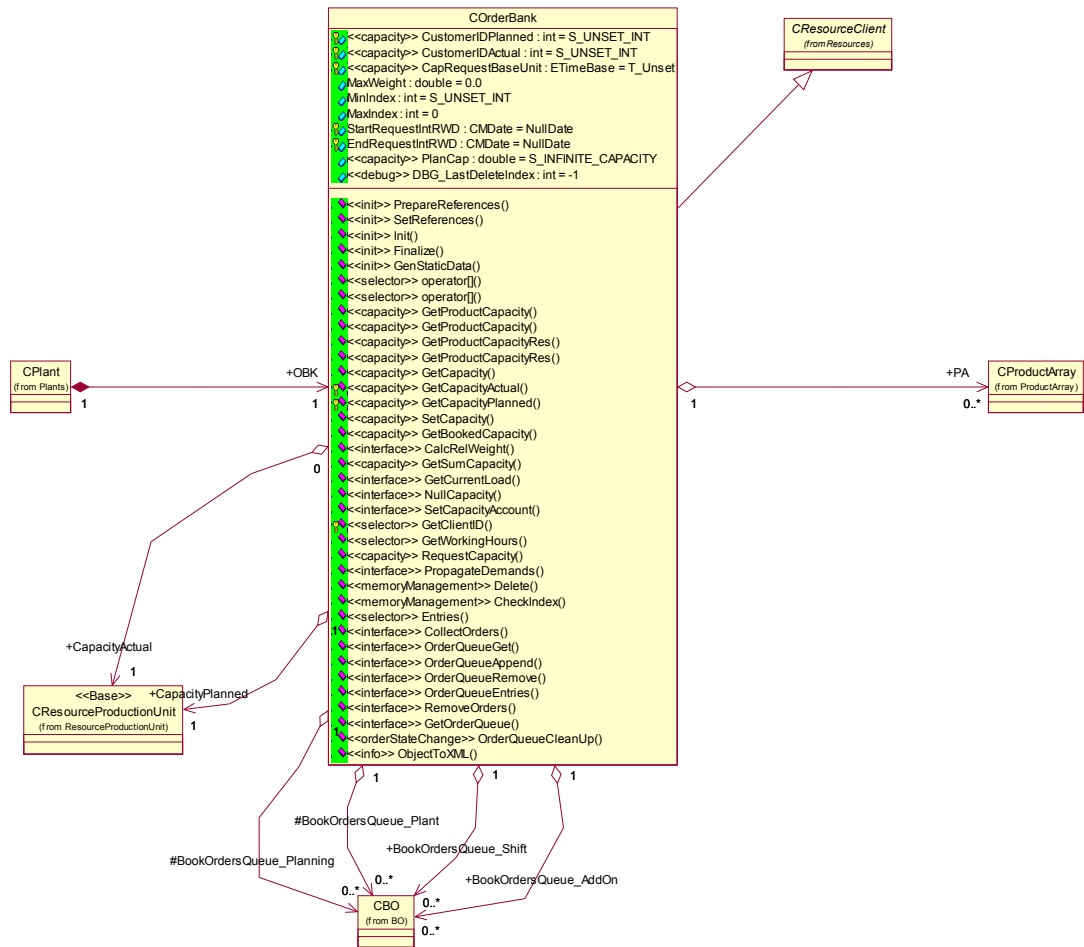 COrderBank
<<capacity>> CustomerIDPlanned : int = S_UNSET_INT
<<capacity>> CustomerIDActual : int = S_UNSET_INT
<<capacity>> CapRequestBaseUnit : ETimeBase = T_Unset
MaxWeight : double = 0.0
MinIndex : int = S_UNSET_INT
MaxIndex : int = 0
StartRequestIntRWD : CMDate = NullDate
EndRequestIntRWD : CMDate = NullDate
<<capacity>> PlanCap : double = S_INFINITE_CAPACITY
<<debug>> DBG_LastDeleteIndex : int = -1
<<init>> PrepareReferences()
<<init>> SetReferences()
<<init>> Init()
<<init>> Finalize()
<<init>> GenStaticData()
<<selector>> operator[]()
<<selector>> operator[]()
<<capacity>> GetProductCapacity()
<<capacity>> GetProductCapacity()
<<capacity>> GetProductCapacityRes()
<<capacity>> GetProductCapacityRes()
<<capacity>> GetCapacity()
<<capacity>> GetCapacityActual()
<<capacity>> GetCapacityPlanned()
<<capacity>> SetCapacity()
<<capacity>> GetBookedCapacity()
<<interface>> CalcRelWeight()
<<capacity>> GetSumCapacity()
<<interface>> GetCurrentLoad()
<<interface>> NullCapacity()
<<interface>> SetCapacityAccount()
<<selector>> GetClientID()
<<selector>> GetWorkingHours()
<<capacity>> RequestCapacity()
<<interface>> PropagateDemands()
<<memoryManagement>> Delete()
<<memoryManagement>> CheckIndex()
<<selector>> Entries()
<<interface>> CollectOrders()
<<interface>> OrderQueueGet()
<<interface>> OrderQueueAppend()
<<interface>> OrderQueueRemove()
<<interface>> OrderQueueEntries()
<<interface>> RemoveOrders()
<<interface>> GetOrderQueue()
<<orderStateChange>> OrderQueueCleanUp()
<<info>> ObjectToXML()
CResourceClient
(from Resources)
CPlant
(from Plants)
1
+OBK
1
1
+PA
0..*
CProductArray
(from ProductArray)
0
+CapacityActual
1
1
+CapacityPlanned
1
<<Base>>
CResourceProductionUnit
(from ResourceProductionUnit)
1
#BookOrdersQueue_Planning
0..*
1
#BookOrdersQueue_Plant
0..*
1
+BookOrdersQueue_Shift
0..*
1
+BookOrdersQueue_AddOn
0..*
CBO
(from BO)